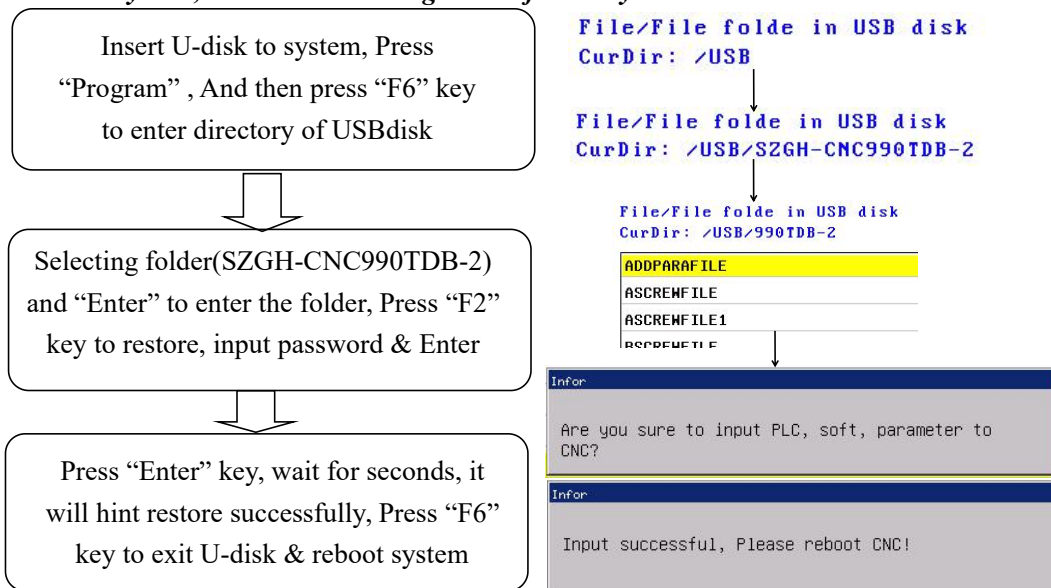 Insert U-disk to system, Press
“Program” , And then press “F6” key
to enter directory of USBdisk
Selecting folder(SZGH-CNC990TDB-2)
and “Enter” to enter the folder, Press “F2”
key to restore, input password & Enter
Press “Enter” key, wait for seconds, it
will hint restore successfully, Press “F6”
key to exit U-disk & reboot system
File/File folde in USB disk
CurDir: /USB
File/File folde in USB disk
CurDir: /USB/SZGH-CNC990TDB-2
File/File folde in USB disk
CurDir: /USB/990TDB-2
ADDPARAFILE
ASCREWFILE
ASCREWFILE1
BSCREWFILE
Infor
Are you sure to input PLC, soft, parameter to
CNC?
Infor
Input successful, Please reboot CNC!